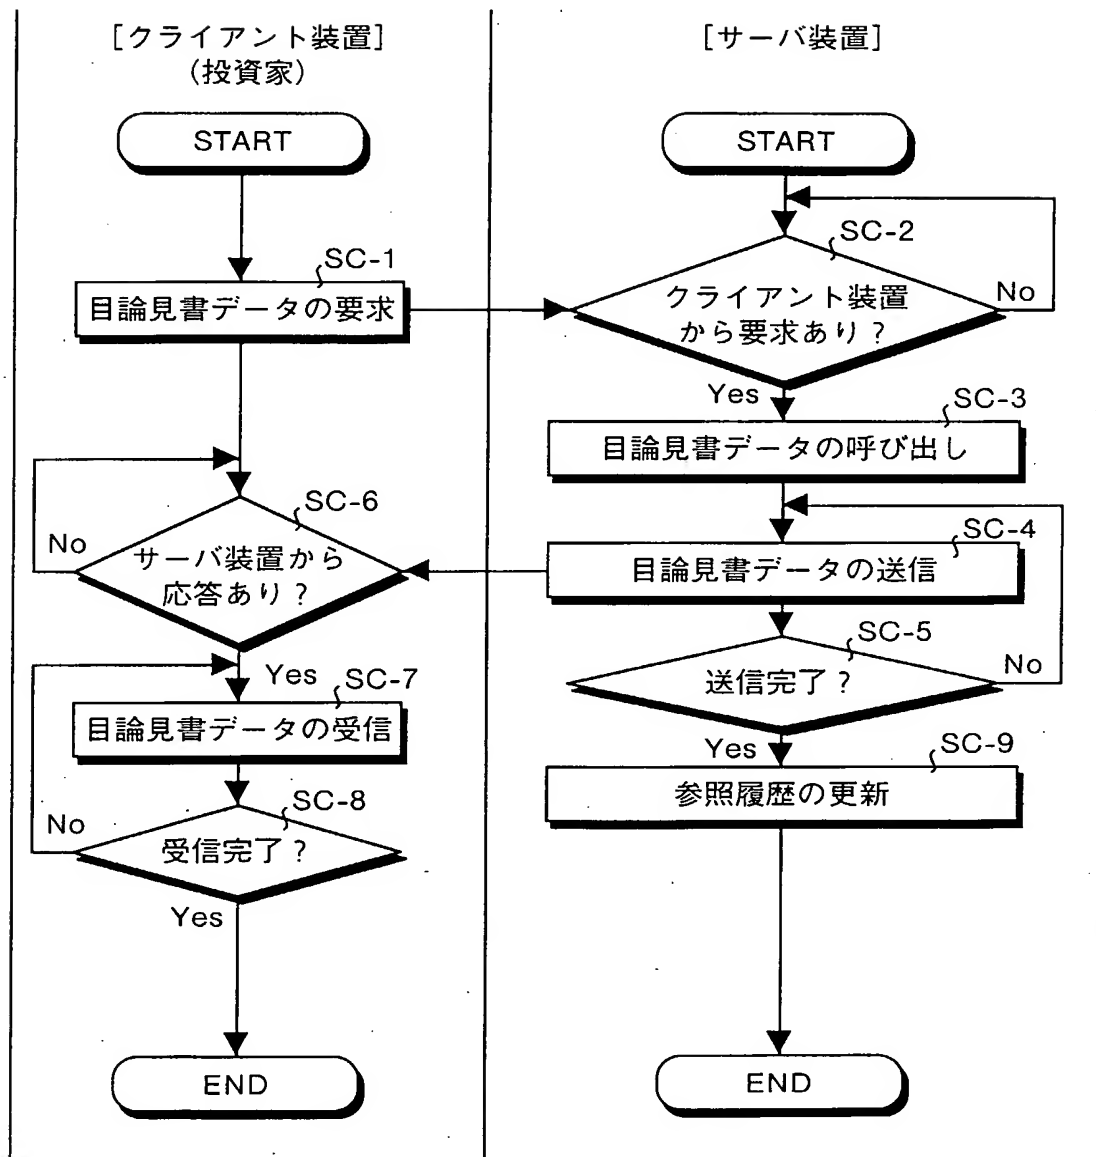 [クライアント装置]
(投資家)
START
SC-1
目論見書データの要求
SC-6
サーバ装置から
応答あり?
No
Yes
SC-7
目論見書データの受信
SC-8
受信完了?
No
Yes
END
[サーバ装置]
START
SC-2
クライアント装置
から要求あり?
No
Yes
SC-3
目論見書データの呼び出し
SC-4
目論見書データの送信
SC-5
送信完了?
No
Yes
SC-9
参照履歴の更新
END